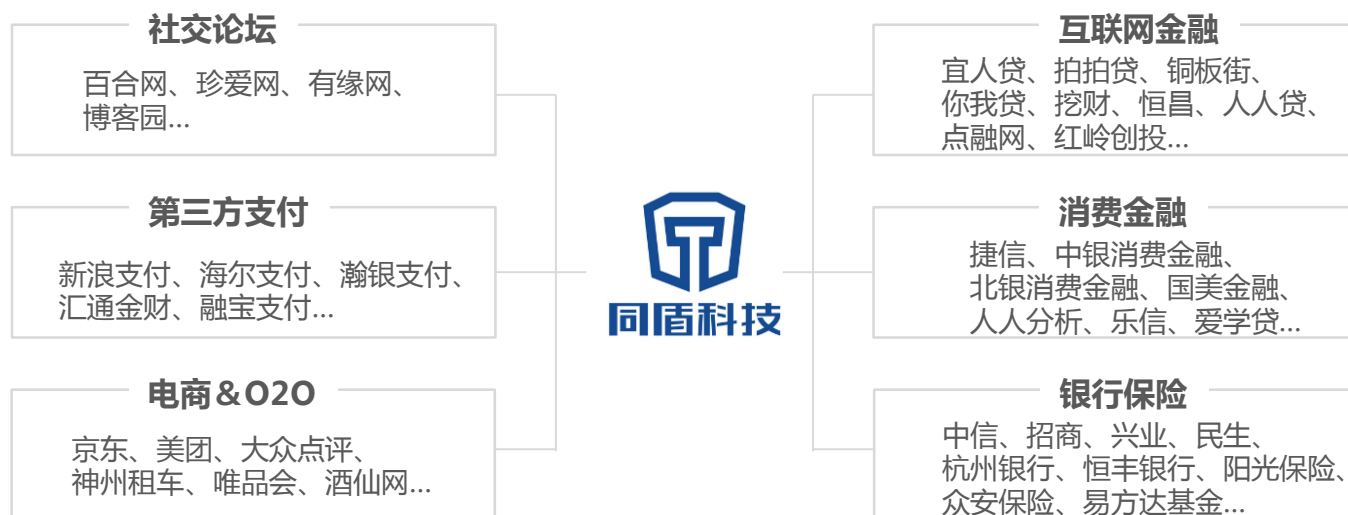 社交论坛
百合网、珍爱网、有缘网、
博客园...
第三方支付
新浪支付、海尔支付、瀚银支付、
汇通金财、融宝支付...
电商&O2O
京东、美团、大众点评、
神州租车、唯品会、酒仙网...
同盾科技
互联网金融
宜人贷、拍拍贷、铜板街、
你我贷、挖财、恒昌、人人贷、
点融网、红岭创投...
消费金融
捷信、中银消费金融、
北银消费金融、国美金融、
人人分析、乐信、爱学贷...
银行保险
中信、招商、兴业、民生、
杭州银行、恒丰银行、阳光保险、
众安保险、易方达基金...